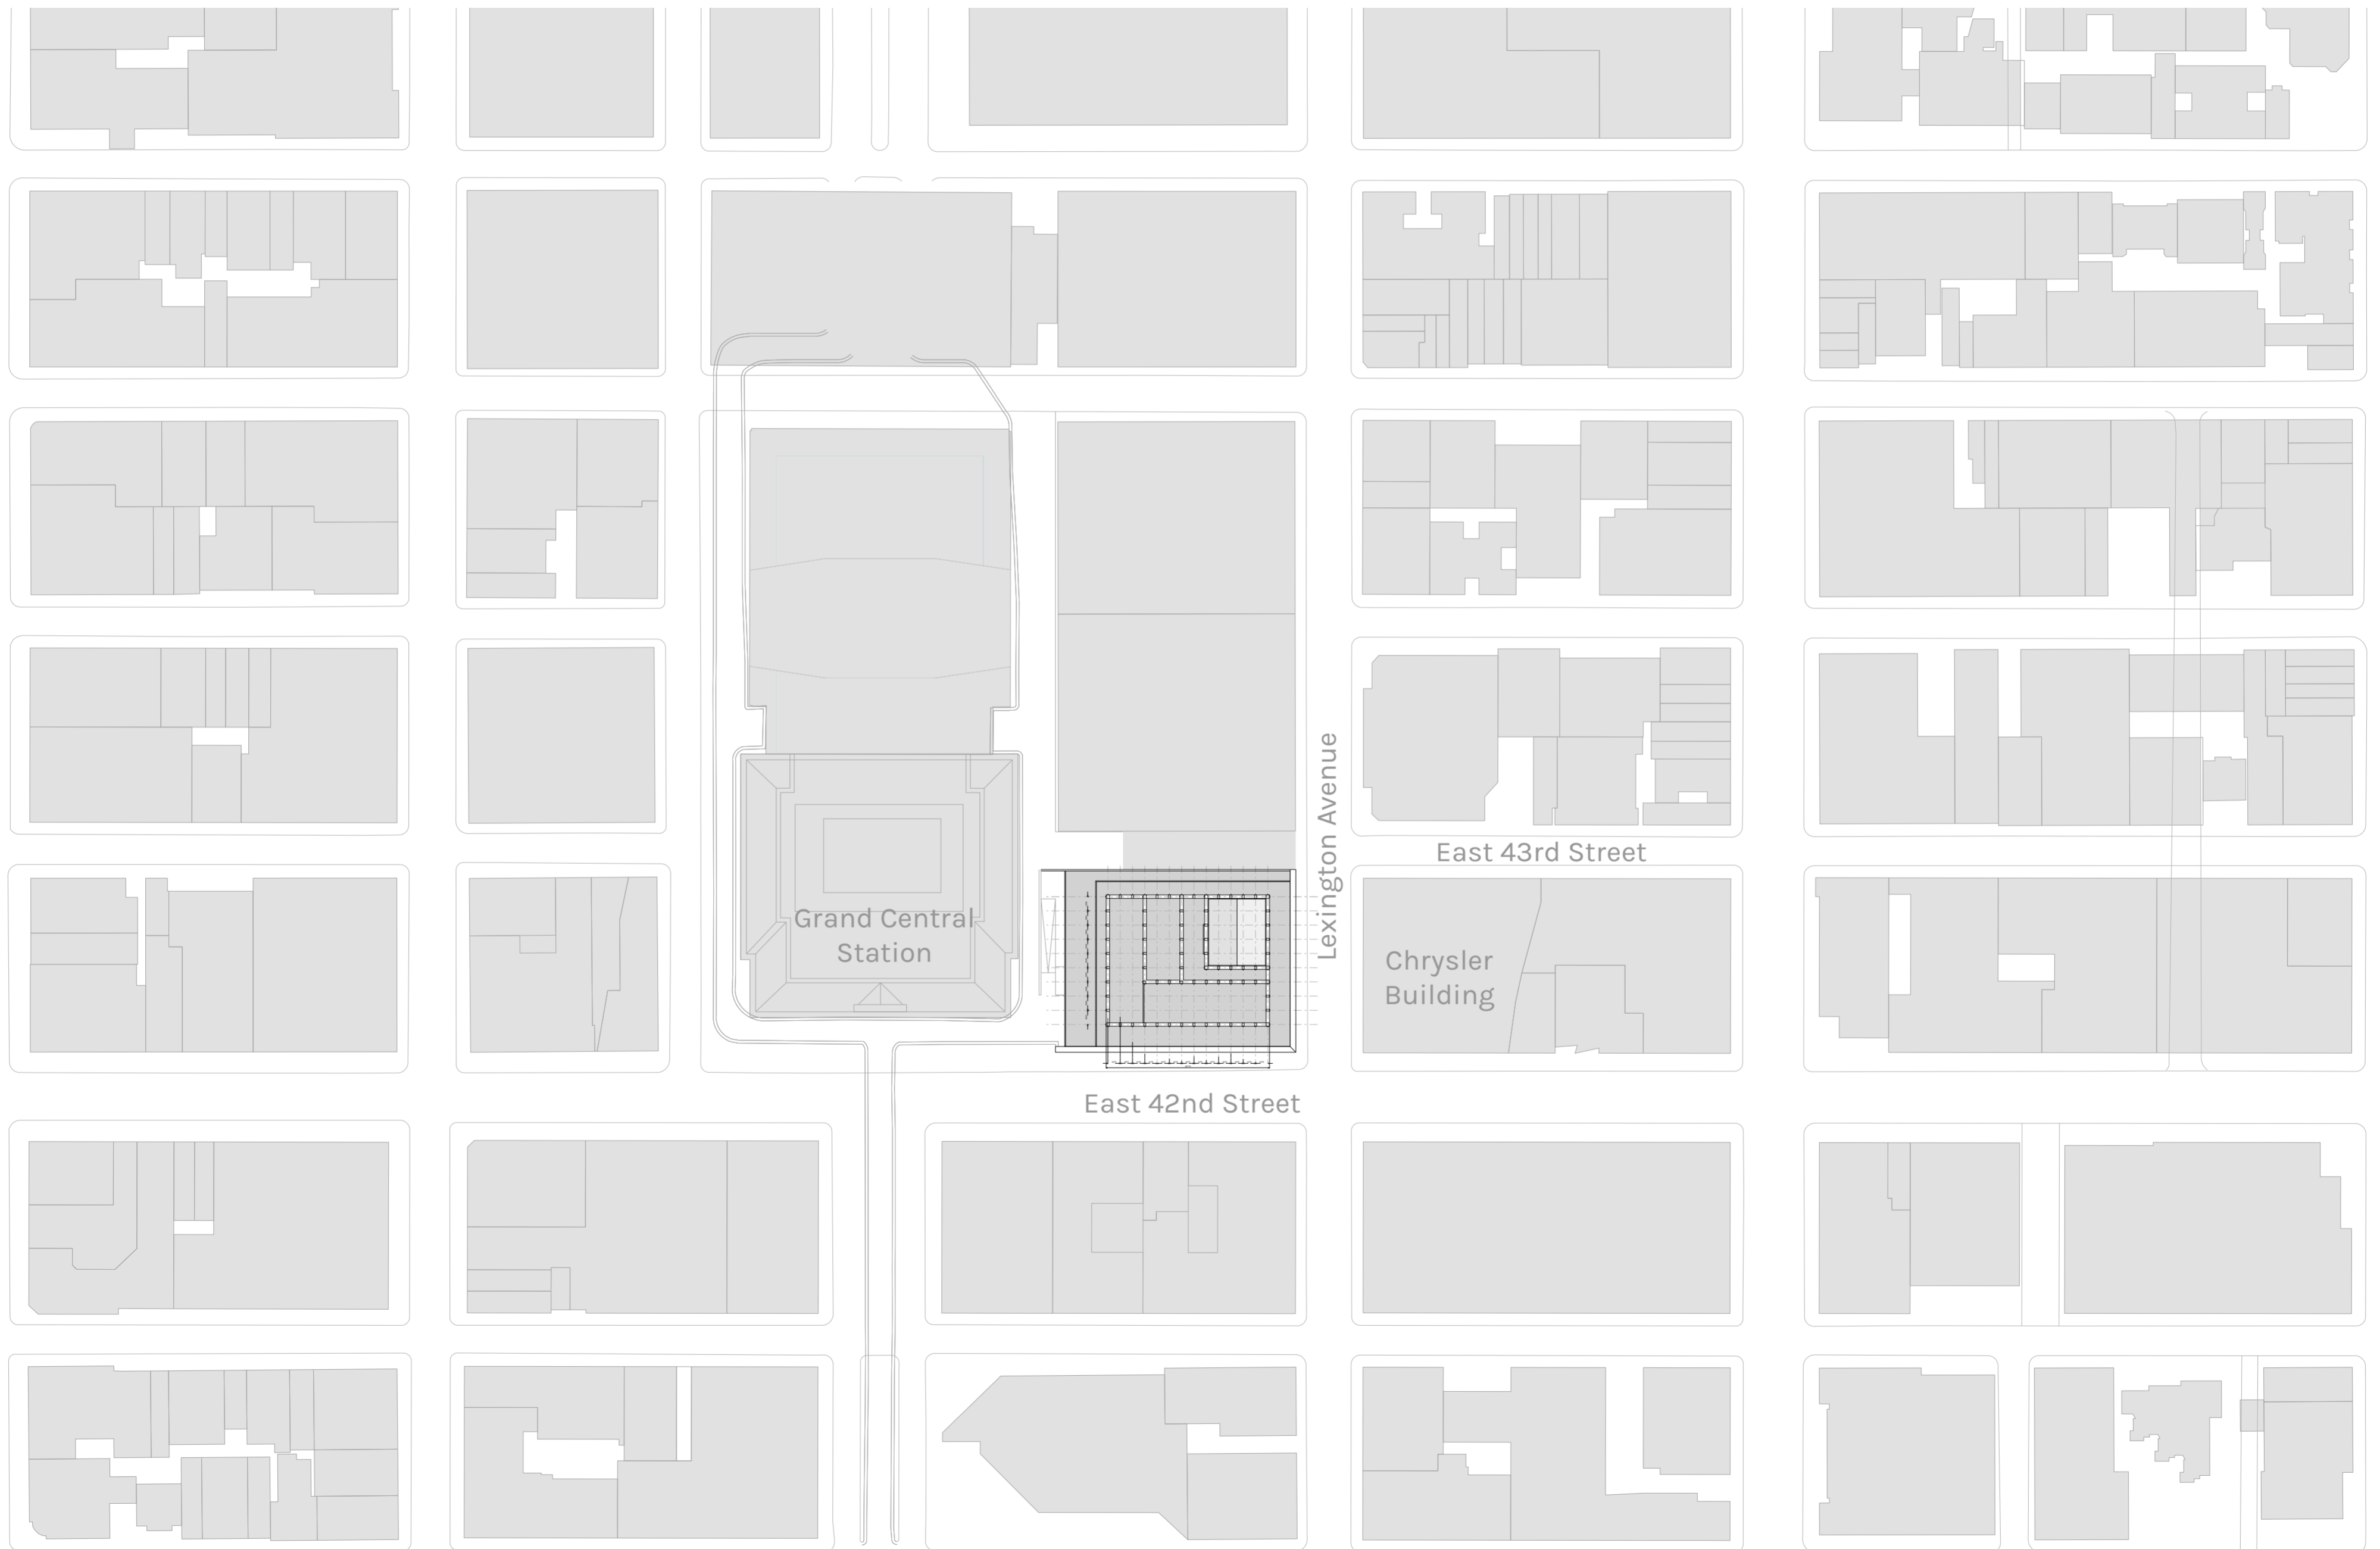 Lexington Avenue
East 43rd Street
Grand Central
Station
Chrysler
Building
East 42nd Street